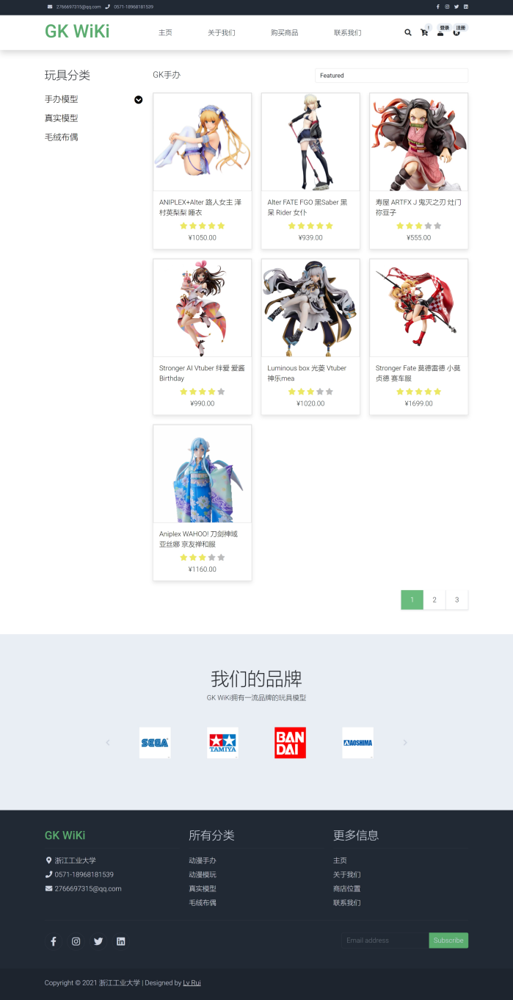 2766697315@qq.com 0571-18968181539
GK WiKi 主页 关于我们 购买商品 联系我们 登录 注册
玩具分类
手办模型
真实模型
毛绒布偶
GK手办 Featured
ANIPLEX+Alter 路人女主 泽
村英梨梨 睡衣
¥1050.00
Alter FATE FGO 黑Saber 黑
呆 Rider 女仆
¥939.00
寿屋 ARTFX J 鬼灭之刃 灶门
祢豆子
¥555.00
Stronger AI Vtuber 绊爱 爱酱
Birthday
¥990.00
Luminous box 光萎 Vtuber
神乐mea
¥1020.00
Stronger Fate 莫德雷德 小莫
贞德 赛车服
¥1699.00
Aniplex WAHOO! 刀剑神域
亚丝娜 京友禅和服
¥1160.00
1 2 3
我们的品牌
GK WiKi拥有一流品牌的玩具模型
SEGA
TAMIYA
BAN
DAI
AOSHIMA
GK WiKi
浙江工业大学
0571-18968181539
2766697315@qq.com
所有分类
动漫手办
动漫模玩
真实模型
毛绒布偶
更多信息
主页
关于我们
商店位置
联系我们
Email address Subscribe
Copyright © 2021 浙江工业大学 | Designed by Lv Rui